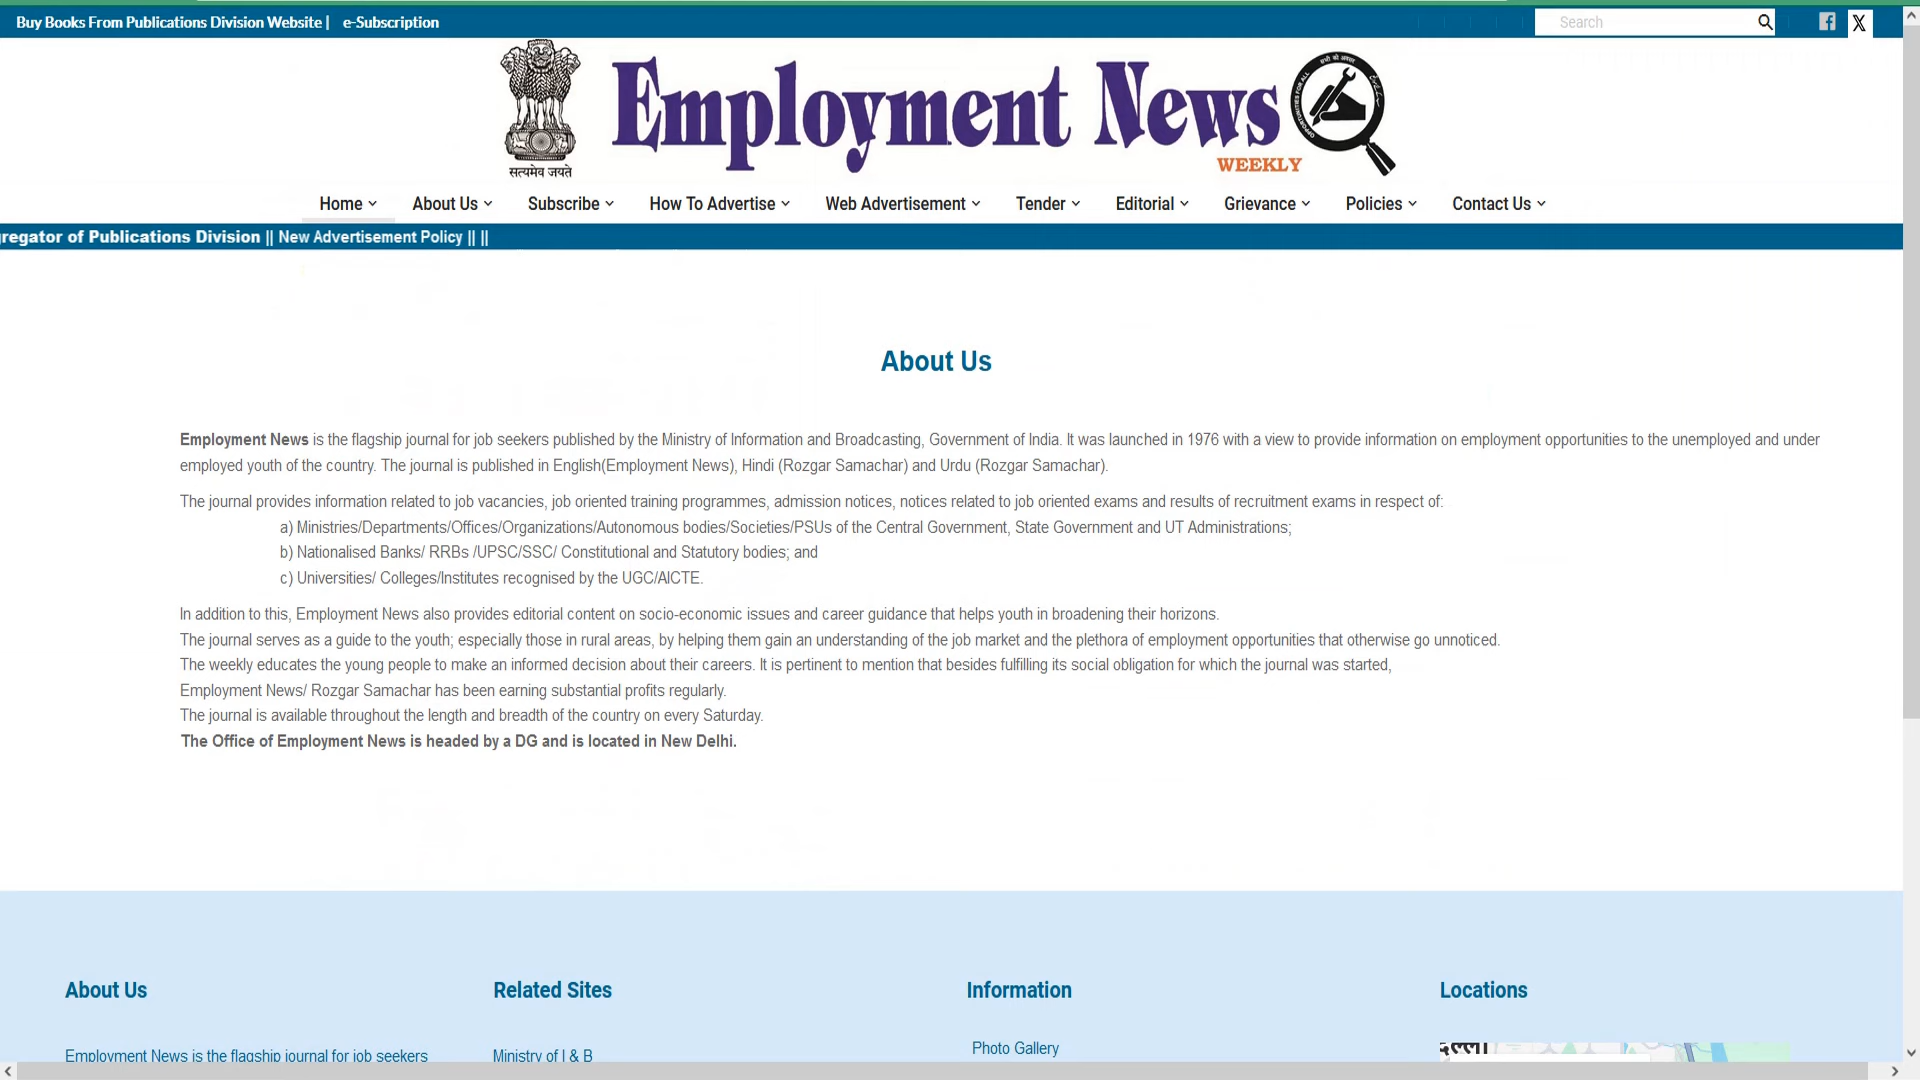 Buy Books From Publications Division Website | e-Subscription
Search
X
सत्यमेव जयते
Employment News
WEEKLY
OPPORTUNITIES FOR ALL
Home About Us Subscribe How To Advertise Web Advertisement Tender Editorial Grievance Policies Contact Us
regator of Publications Division || New Advertisement Policy || ||
About Us
Employment News is the flagship journal for job seekers published by the Ministry of Information and Broadcasting, Government of India. It was launched in 1976 with a view to provide information on employment opportunities to the unemployed and under
employed youth of the country. The journal is published in English(Employment News), Hindi (Rozgar Samachar) and Urdu (Rozgar Samachar).
The journal provides information related to job vacancies, job oriented training programmes, admission notices, notices related to job oriented exams and results of recruitment exams in respect of:
a) Ministries/Departments/Offices/Organizations/Autonomous bodies/Societies/PSUs of the Central Government, State Government and UT Administrations;
b) Nationalised Banks/ RRBs /UPSC/SSC/ Constitutional and Statutory bodies; and
c) Universities/ Colleges/Institutes recognised by the UGC/AICTE.
In addition to this, Employment News also provides editorial content on socio-economic issues and career guidance that helps youth in broadening their horizons.
The journal serves as a guide to the youth; especially those in rural areas, by helping them gain an understanding of the job market and the plethora of employment opportunities that otherwise go unnoticed.
The weekly educates the young people to make an informed decision about their careers. It is pertinent to mention that besides fulfilling its social obligation for which the journal was started,
Employment News/ Rozgar Samachar has been earning substantial profits regularly.
The journal is available throughout the length and breadth of the country on every Saturday.
The Office of Employment News is headed by a DG and is located in New Delhi.
About Us
Related Sites
Information
Locations
Employment News is the flagship journal for job seekers
Ministry of I & B
Photo Gallery